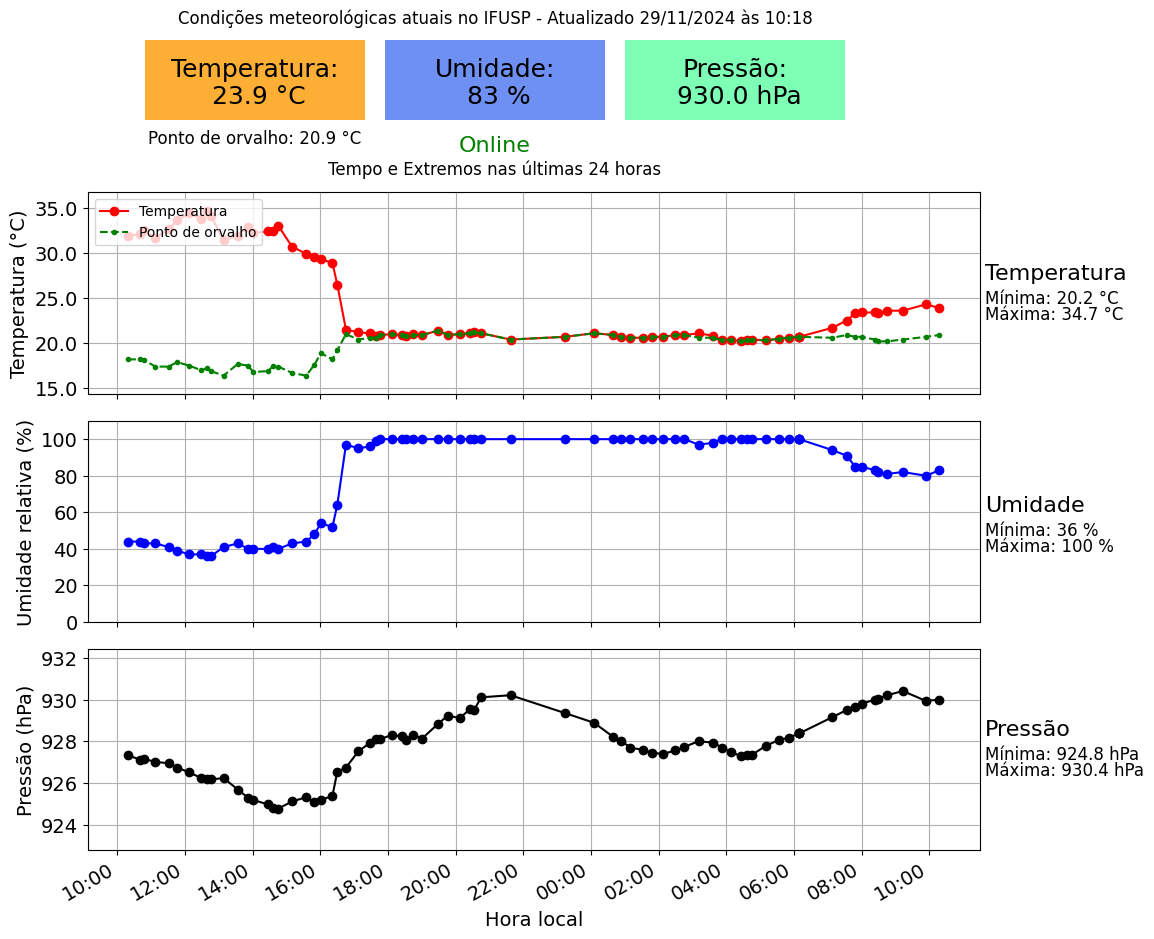 Condições meteorológicas atuais no IFUSP - Atualizado 29/11/2024 às 10:18
Temperatura:
23.9 °C
Umidade:
83 %
Pressão:
930.0 hPa
Ponto de orvalho: 20.9 °C
Online
Tempo e Extremos nas últimas 24 horas
Temperatura (°C)
35.0
30.0
25.0
20.0
15.0
Temperatura
Ponto de orvalho
Temperatura
Mínima: 20.2 °C
Máxima: 34.7 °C
Umidade relativa (%)
100
80
60
40
20
0
Umidade
Mínima: 36 %
Máxima: 100 %
Pressão (hPa)
932
930
928
926
924
Pressão
Mínima: 924.8 hPa
Máxima: 930.4 hPa
10:00 12:00 14:00 16:00 18:00 20:00 22:00 00:00 02:00 04:00 06:00 08:00 10:00
Hora local